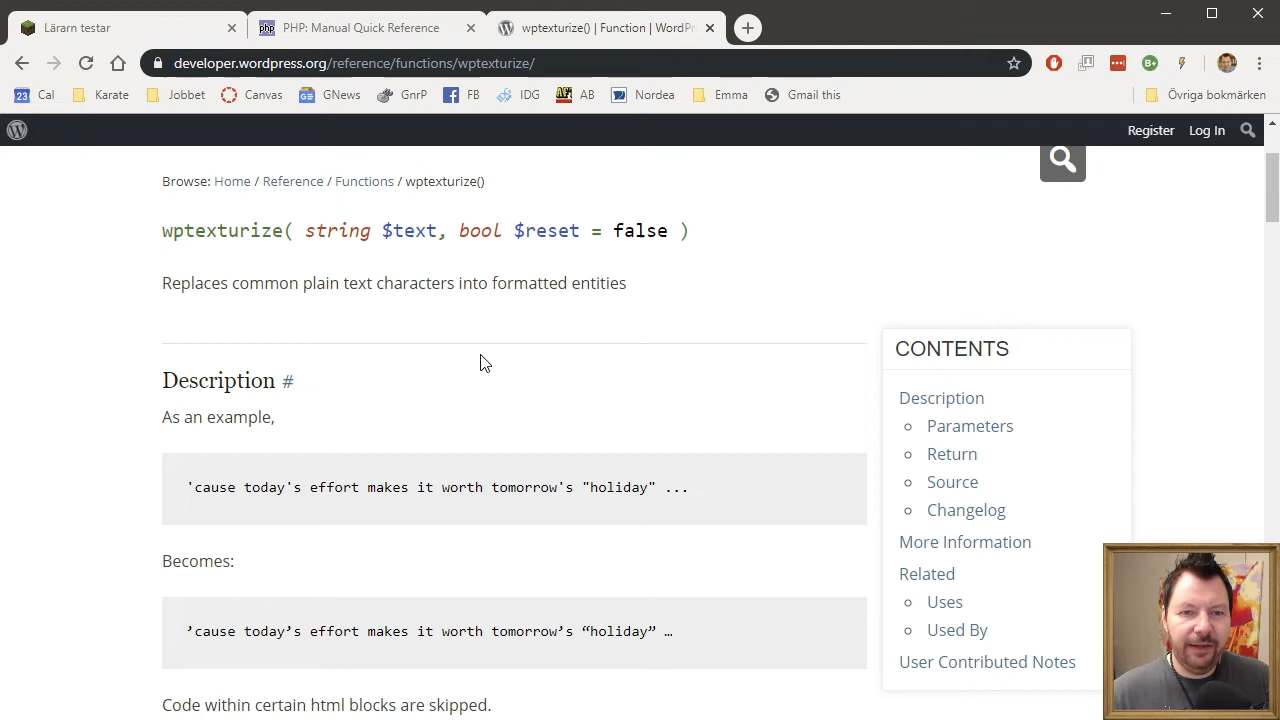 Lärarn testar
PHP: Manual Quick Reference
wptexturize() | Function | WordPr
developer.wordpress.org/reference/functions/wptexturize/
23 Cal Karate Jobbet Canvas GNews GnrP FB IDG AB Nordea Emma Gmail this Övriga bokmärken
Register Log In
Browse: Home / Reference / Functions / wptexturize()
wptexturize( string $text, bool $reset = false )
Replaces common plain text characters into formatted entities
Description #
As an example,
'cause today's effort makes it worth tomorrow's "holiday" ...
Becomes:
’cause today’s effort makes it worth tomorrow’s “holiday” …
Code within certain html blocks are skipped.
CONTENTS
Description
Parameters
Return
Source
Changelog
More Information
Related
Uses
Used By
User Contributed Notes